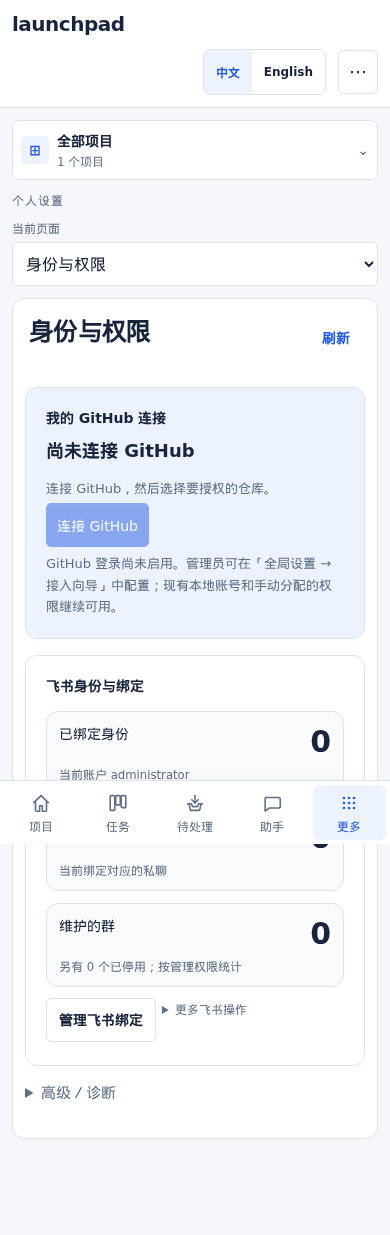 launchpad
中文
English
⋯
全部项目
1 个项目
个人设置
当前页面
身份与权限
身份与权限
刷新
我的 GitHub 连接
尚未连接 GitHub
连接 GitHub，然后选择要授权的仓库。
连接 GitHub
GitHub 登录尚未启用。管理员可在「全局设置 →
接入向导」中配置；现有本地账号和手动分配的权
限继续可用。
飞书身份与绑定
已绑定身份
0
当前账户 administrator
项目
任务
待处理
助手
更多
当前绑定对应的私聊
维护的群
0
另有 0 个已停用；按管理权限统计
管理飞书绑定
▶ 更多飞书操作
▶ 高级 / 诊断